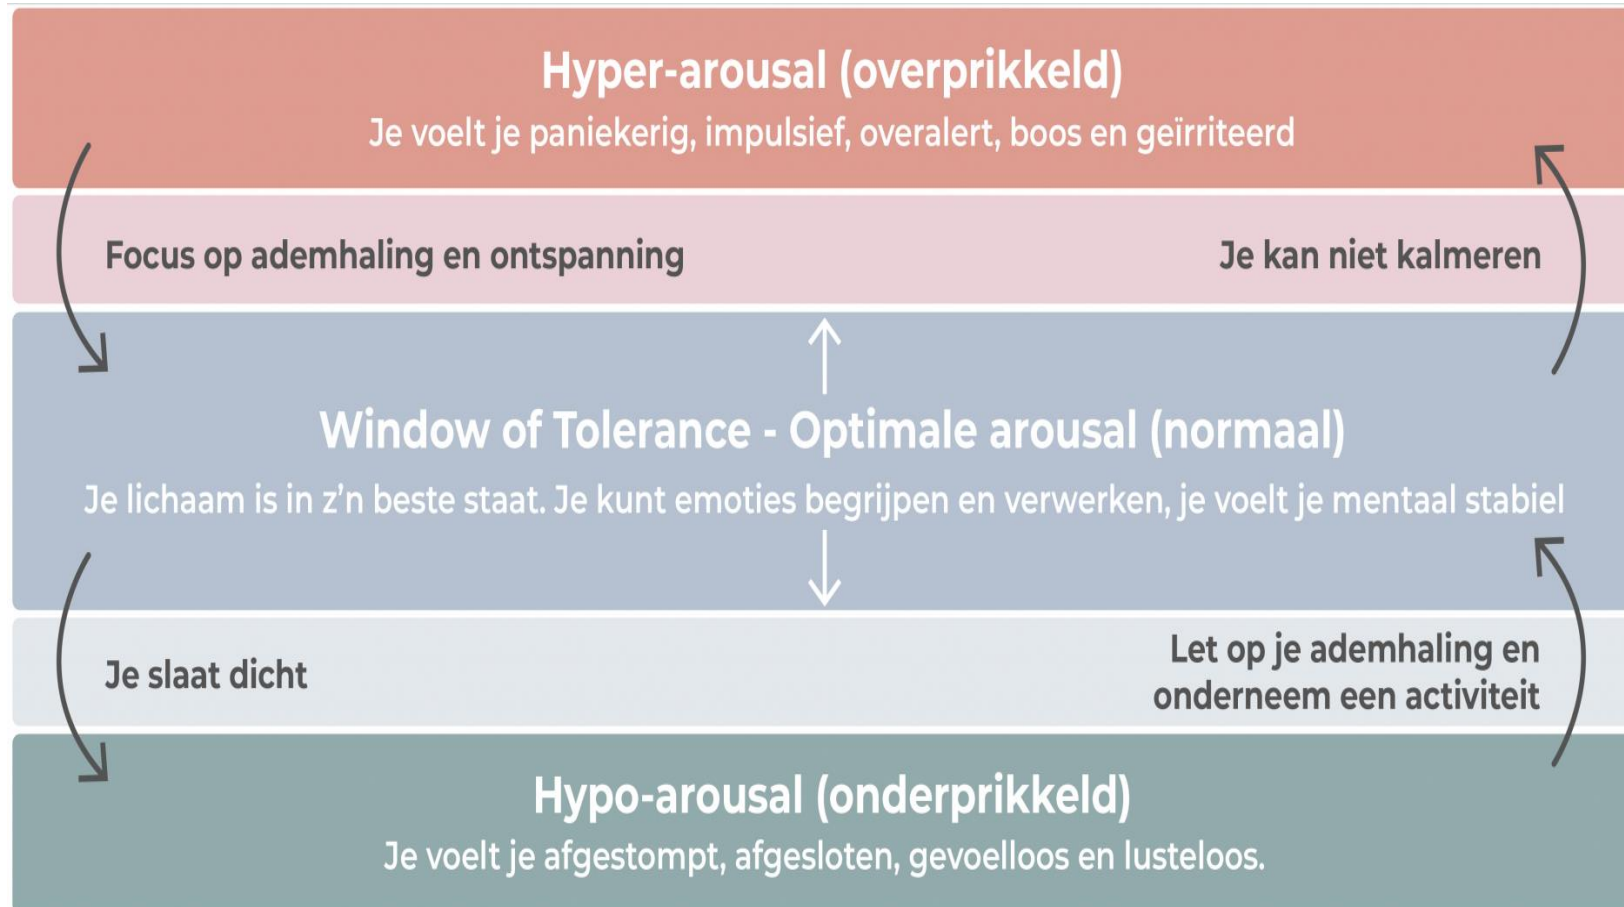 Hyper-arousal (overprikkeld)
Je voelt je paniekerig, impulsief, overalert, boos en geïrriteerd
Focus op ademhaling en ontspanning
Je kan niet kalmeren
Window of Tolerance - Optimale arousal (normaal)
Je lichaam is in z'n beste staat. Je kunt emoties begrijpen en verwerken, je voelt je mentaal stabiel
Je slaat dicht
Let op je ademhaling en
onderneem een activiteit
Hypo-arousal (onderprikkeld)
Je voelt je afgestompt, afgesloten, gevoelloos en lusteloos.